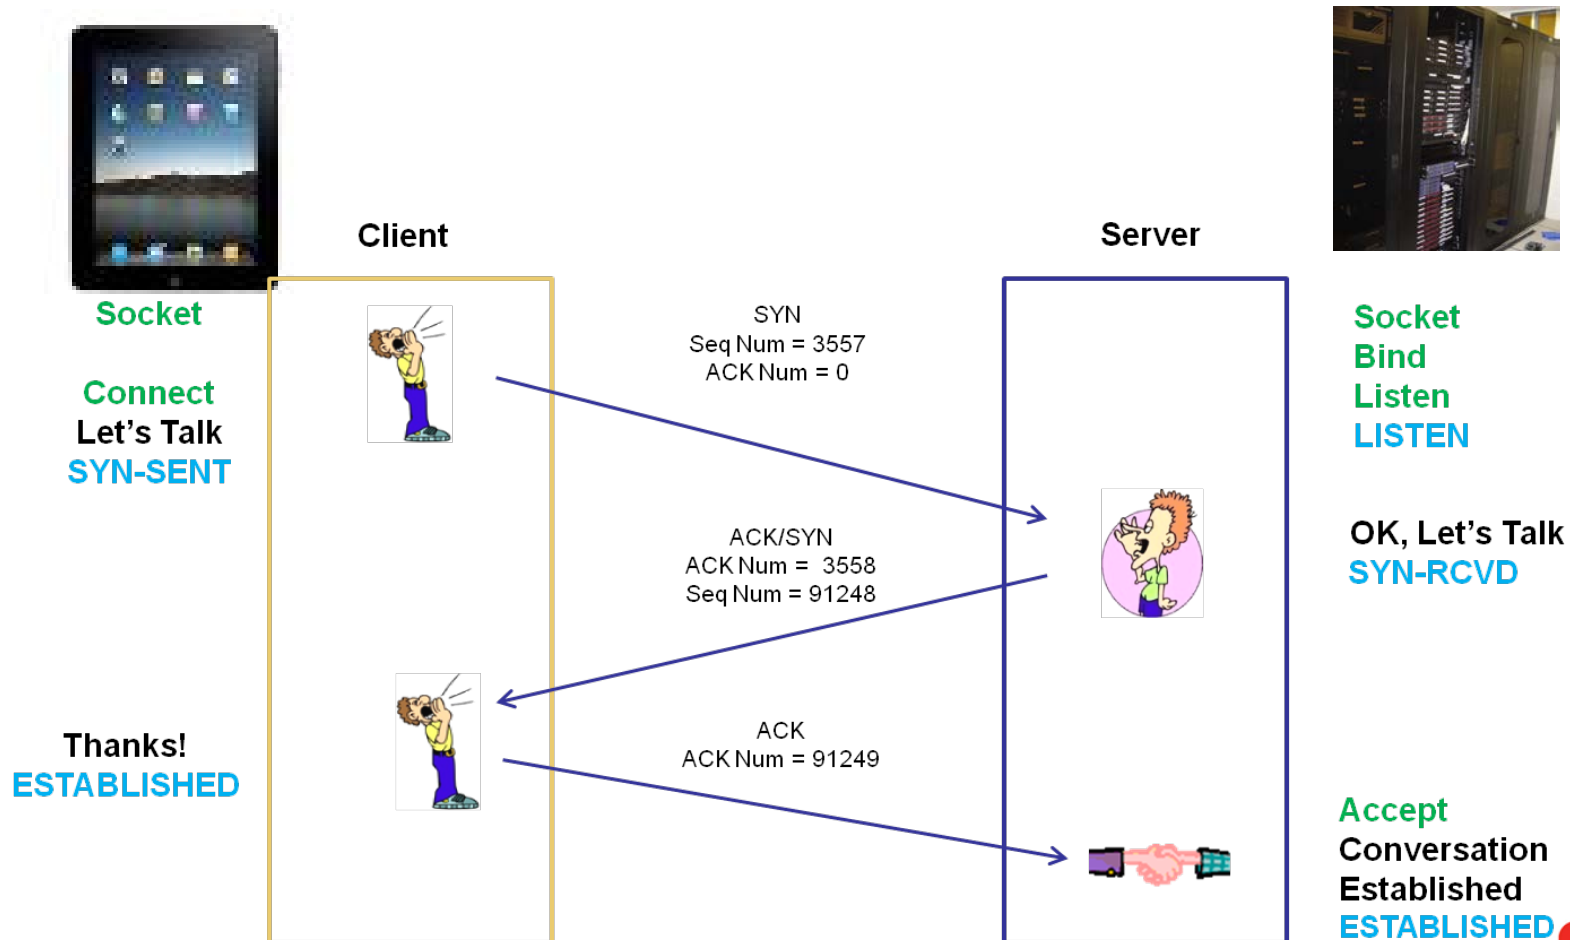 Client
Server
Socket
Connect
Let's Talk
SYN-SENT
SYN
Seq Num = 3557
ACK Num = 0
Socket
Bind
Listen
LISTEN
ACK/SYN
ACK Num = 3558
Seq Num = 91248
OK, Let's Talk
SYN-RCVD
Thanks!
ESTABLISHED
ACK
ACK Num = 91249
Accept
Conversation
Established
ESTABLISHED